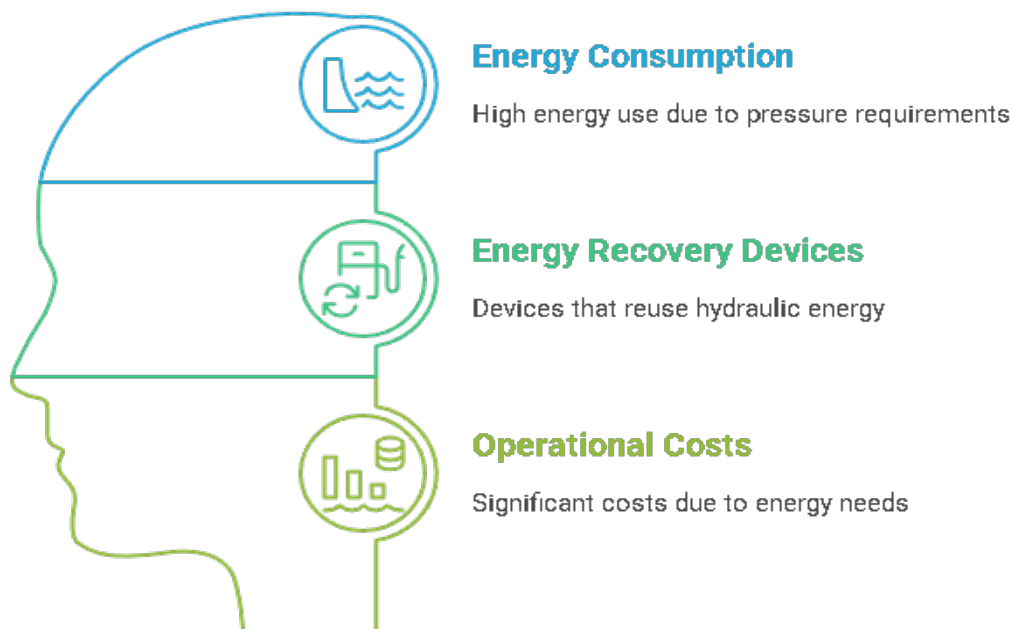 Energy Consumption
High energy use due to pressure requirements
Energy Recovery Devices
Devices that reuse hydraulic energy
Operational Costs
Significant costs due to energy needs